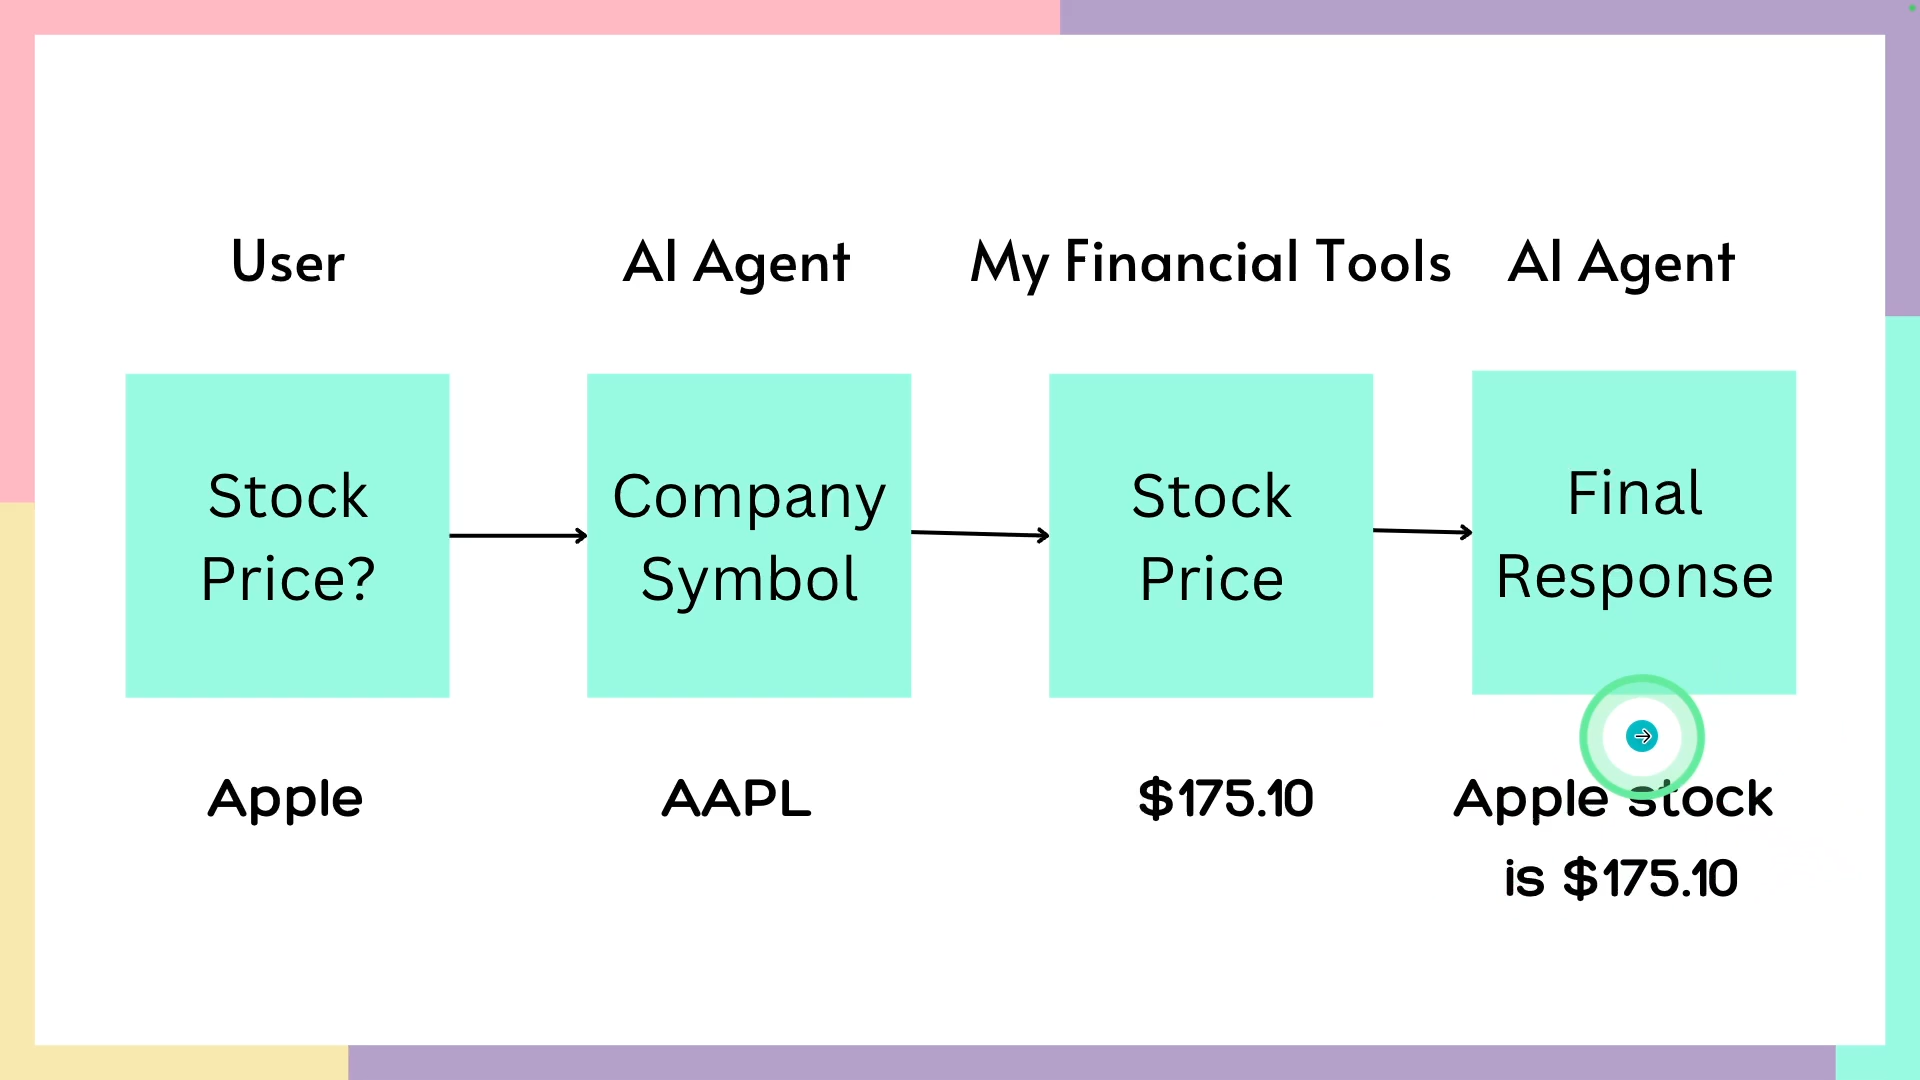 User
AI Agent
My Financial Tools
AI Agent
Stock
Price?
Company
Symbol
Stock
Price
Final
Response
Apple
AAPL
$175.10
Apple stock
is $175.10